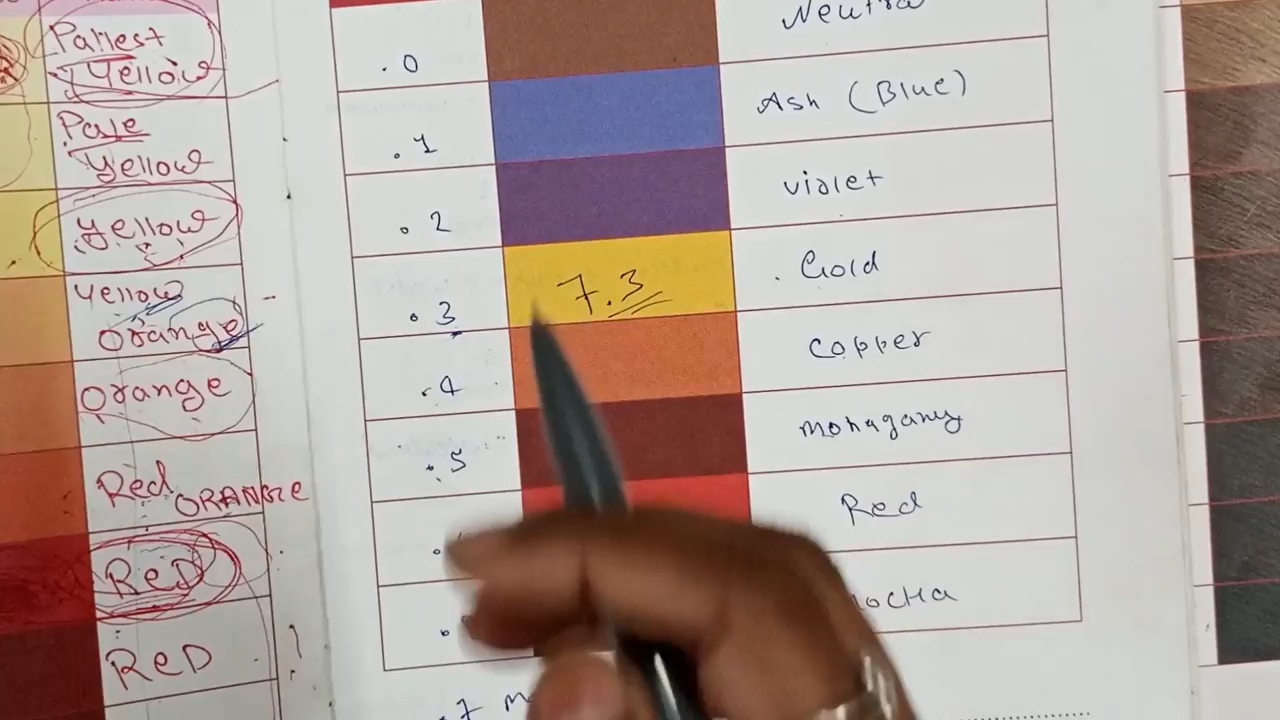 Pallest
Yellow
Pale
Yellow
Yellow
Yellow
Orange
Orange
Red ORANGE
RED
RED
.0
.1 Ash (Blue)
.2 violet
.3 7.3 Gold
.4 copper
.5 mohagany
Red